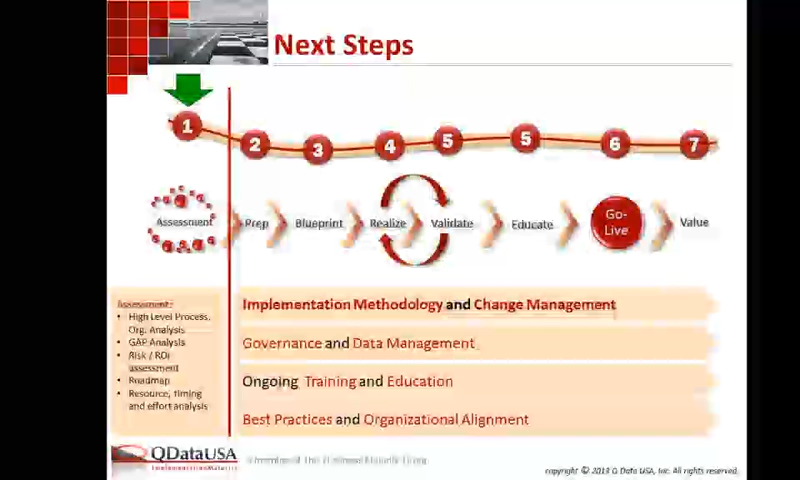 Next Steps
1 2 3 4 5 5 6 7
Assessment Prep Blueprint Realize Validate Educate Go-Live Value
Assessment:
• High Level Process,
Org. Analysis
• GAP Analysis
• Risk / ROI
assessment
• Roadmap
• Resource, timing
and effort analysis
Implementation Methodology and Change Management
Governance and Data Management
Ongoing Training and Education
Best Practices and Organizational Alignment
QDataUSA
copyright © 2013 Q Data USA, Inc. All rights reserved.